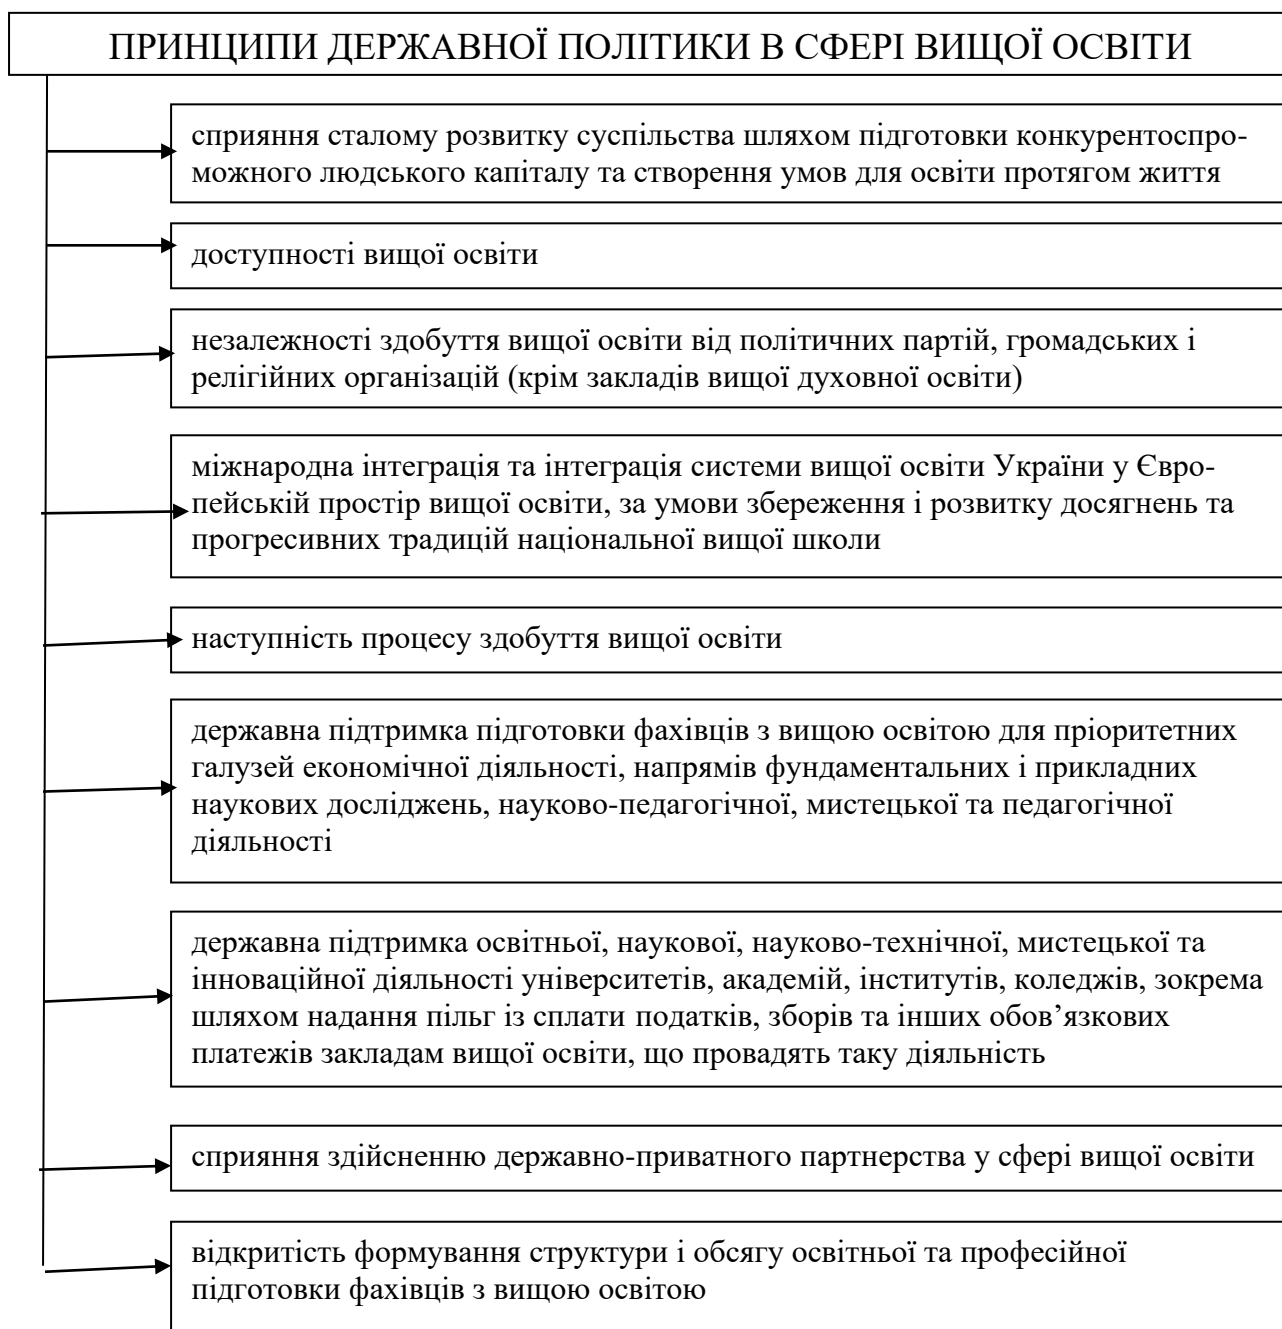 ПРИНЦИПИ ДЕРЖАВНОЇ ПОЛІТИКИ В СФЕРІ ВИЩОЇ ОСВІТИ
сприяння сталому розвитку суспільства шляхом підготовки конкурентоспро-
можного людського капіталу та створення умов для освіти протягом життя
доступності вищої освіти
незалежності здобуття вищої освіти від політичних партій, громадських і
релігійних організацій (крім закладів вищої духовної освіти)
міжнародна інтеграція та інтеграція системи вищої освіти України у Євро-
пейській простір вищої освіти, за умови збереження і розвитку досягнень та
прогресивних традицій національної вищої школи
наступність процесу здобуття вищої освіти
державна підтримка підготовки фахівців з вищою освітою для пріоритетних
галузей економічної діяльності, напрямів фундаментальних і прикладних
наукових досліджень, науково-педагогічної, мистецької та педагогічної
діяльності
державна підтримка освітньої, наукової, науково-технічної, мистецької та
інноваційної діяльності університетів, академій, інститутів, коледжів, зокрема
шляхом надання пільг із сплати податків, зборів та інших обов’язкових
платежів закладам вищої освіти, що провадять таку діяльність
сприяння здійсненню державно-приватного партнерства у сфері вищої освіти
відкритість формування структури і обсягу освітньої та професійної
підготовки фахівців з вищою освітою